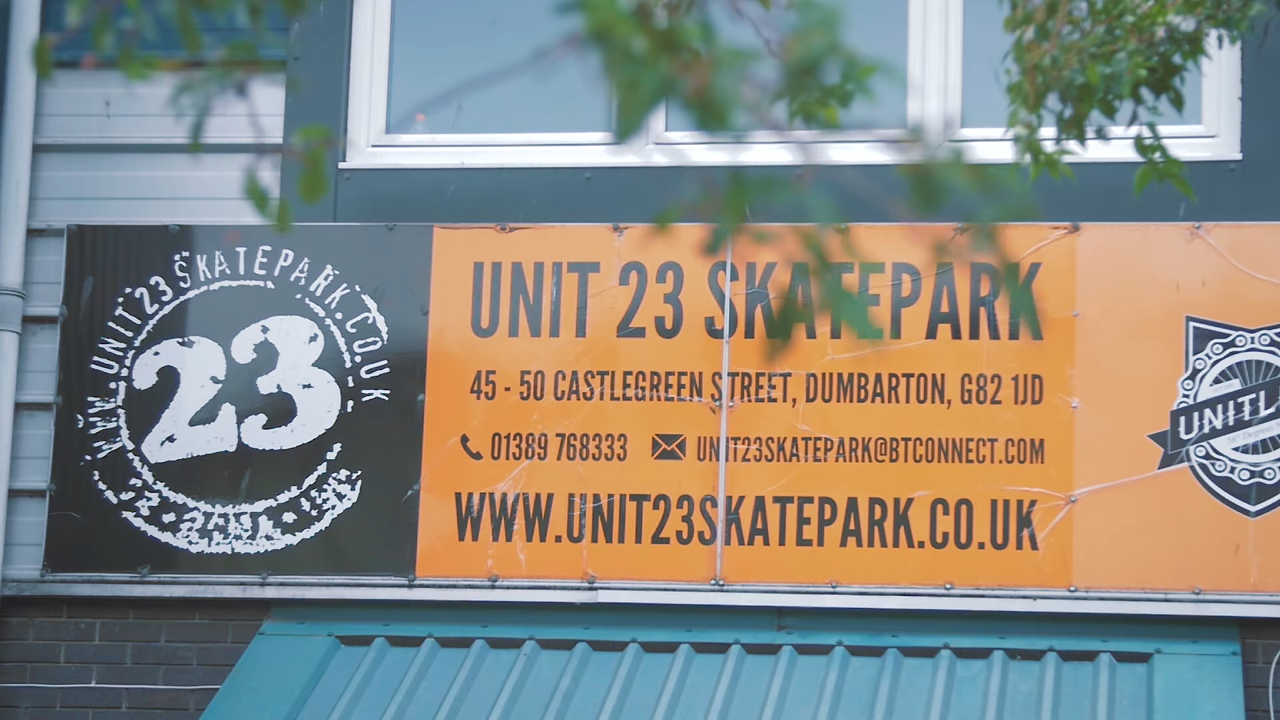 WWW.UNIT23SKATEPARK.CO.UK
23
UNIT 23 SKATEPARK
45 - 50 CASTLEGREEN STREET, DUMBARTON, G82 1JD
01389 768333 UNIT23SKATEPARK@BTCONNECT.COM
WWW.UNIT23SKATEPARK.CO.UK